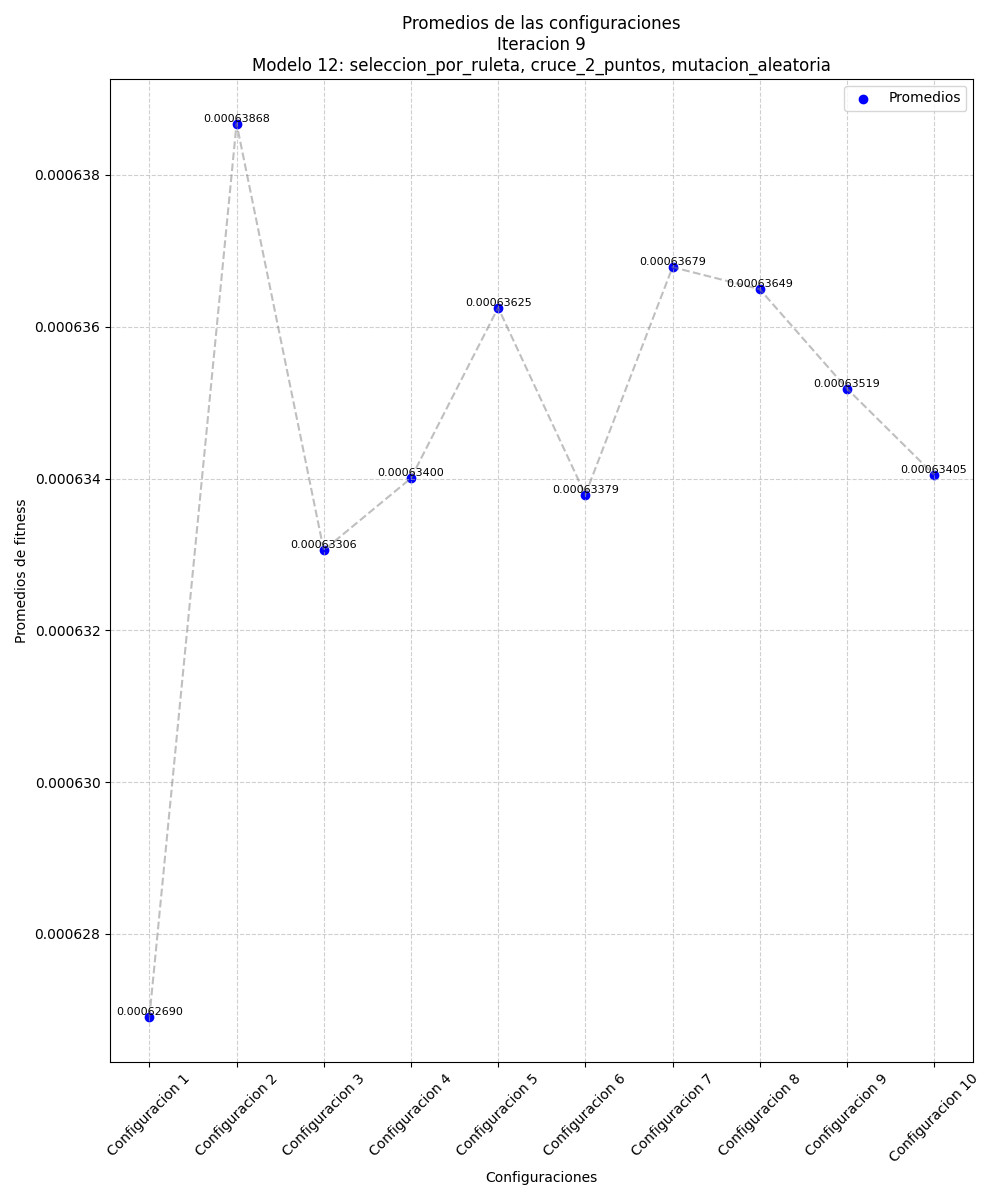 Promedios de las configuraciones
Iteracion 9
Modelo 12: seleccion_por_ruleta, cruce_2_puntos, mutacion_aleatoria
Promedios
0.00063868
0.000638
0.00063679
0.00063649
0.00063625
0.000636
0.00063519
0.00063405
0.00063400
0.000634
0.00063379
0.00063306
0.000632
0.000630
0.000628
0.00062690
Promedios de fitness
Configuracion 1
Configuracion 2
Configuracion 3
Configuracion 4
Configuracion 5
Configuracion 6
Configuracion 7
Configuracion 8
Configuracion 9
Configuracion 10
Configuraciones